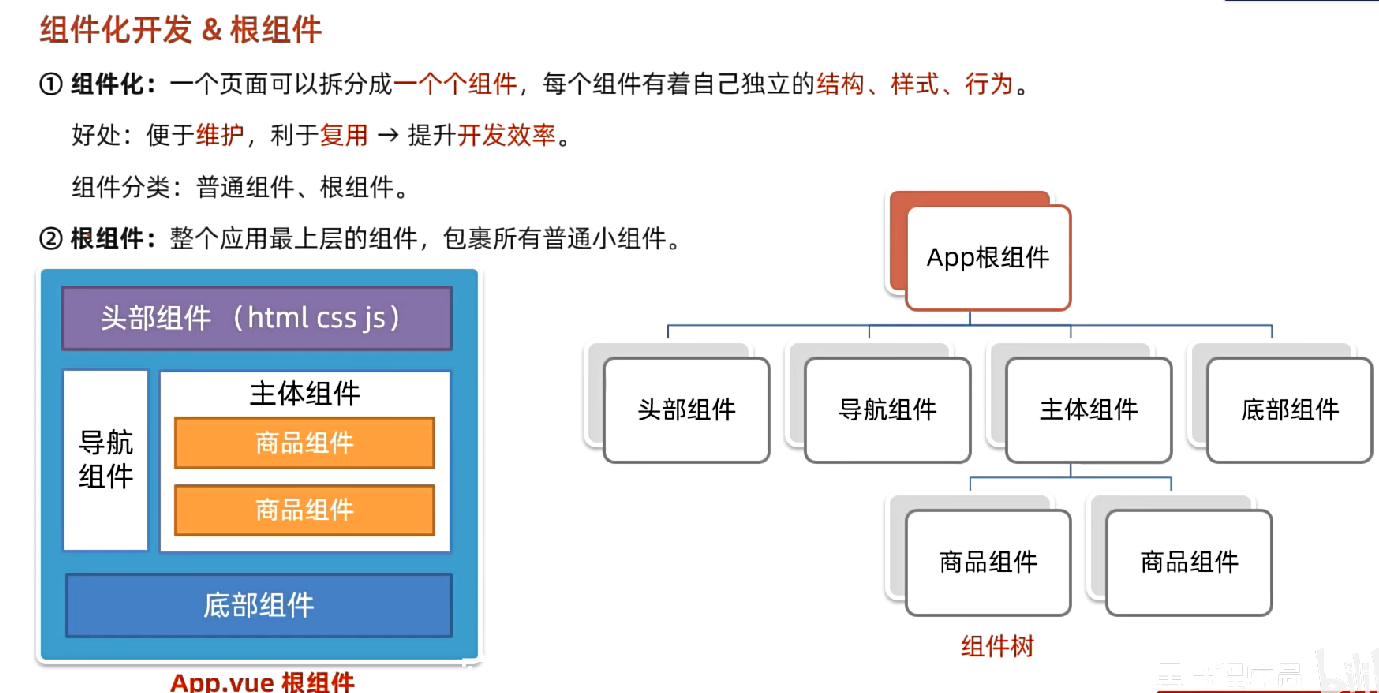 组件化开发 & 根组件
① 组件化：一个页面可以拆分成一个个组件，每个组件有着自己独立的结构、样式、行为。
好处：便于维护，利于复用 → 提升开发效率。
组件分类：普通组件、根组件。
② 根组件：整个应用最上层的组件，包裹所有普通小组件。
头部组件 （html css js）
导航
组件
主体组件
商品组件
商品组件
底部组件
App.vue 根组件
App根组件
头部组件
导航组件
主体组件
底部组件
商品组件
商品组件
组件树